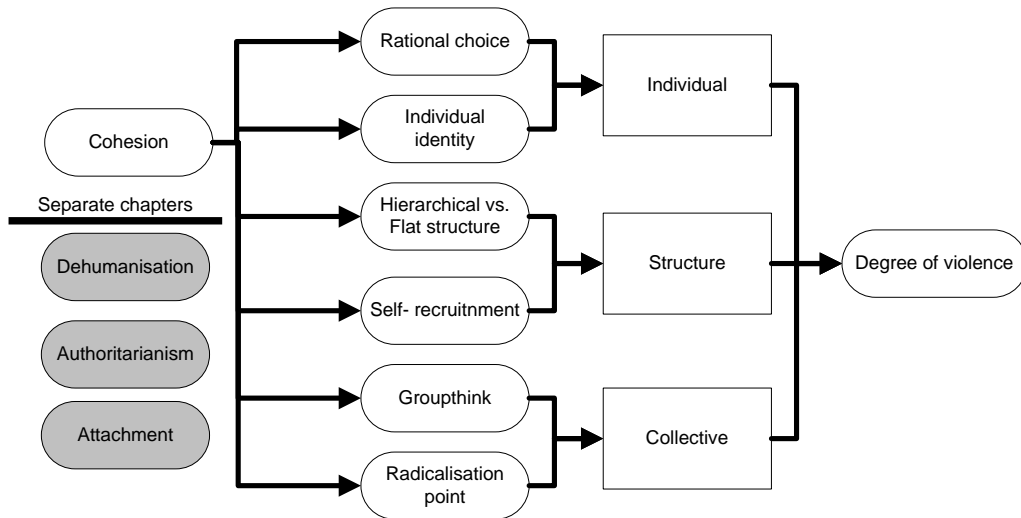 Cohesion
Separate chapters
Dehumanisation
Authoritarianism
Attachment
Rational choice
Individual
identity
Hierarchical vs.
Flat structure
Self- recruitnment
Groupthink
Radicalisation
point
Individual
Structure
Collective
Degree of violence